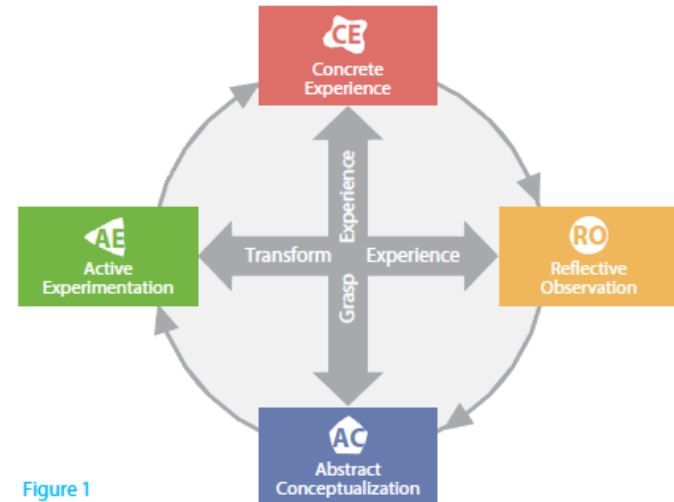 CE
Concrete
Experience
AE
Active
Experimentation
Transform Experience
Grasp Experience
RO
Reflective
Observation
AC
Abstract
Conceptualization
Figure 1